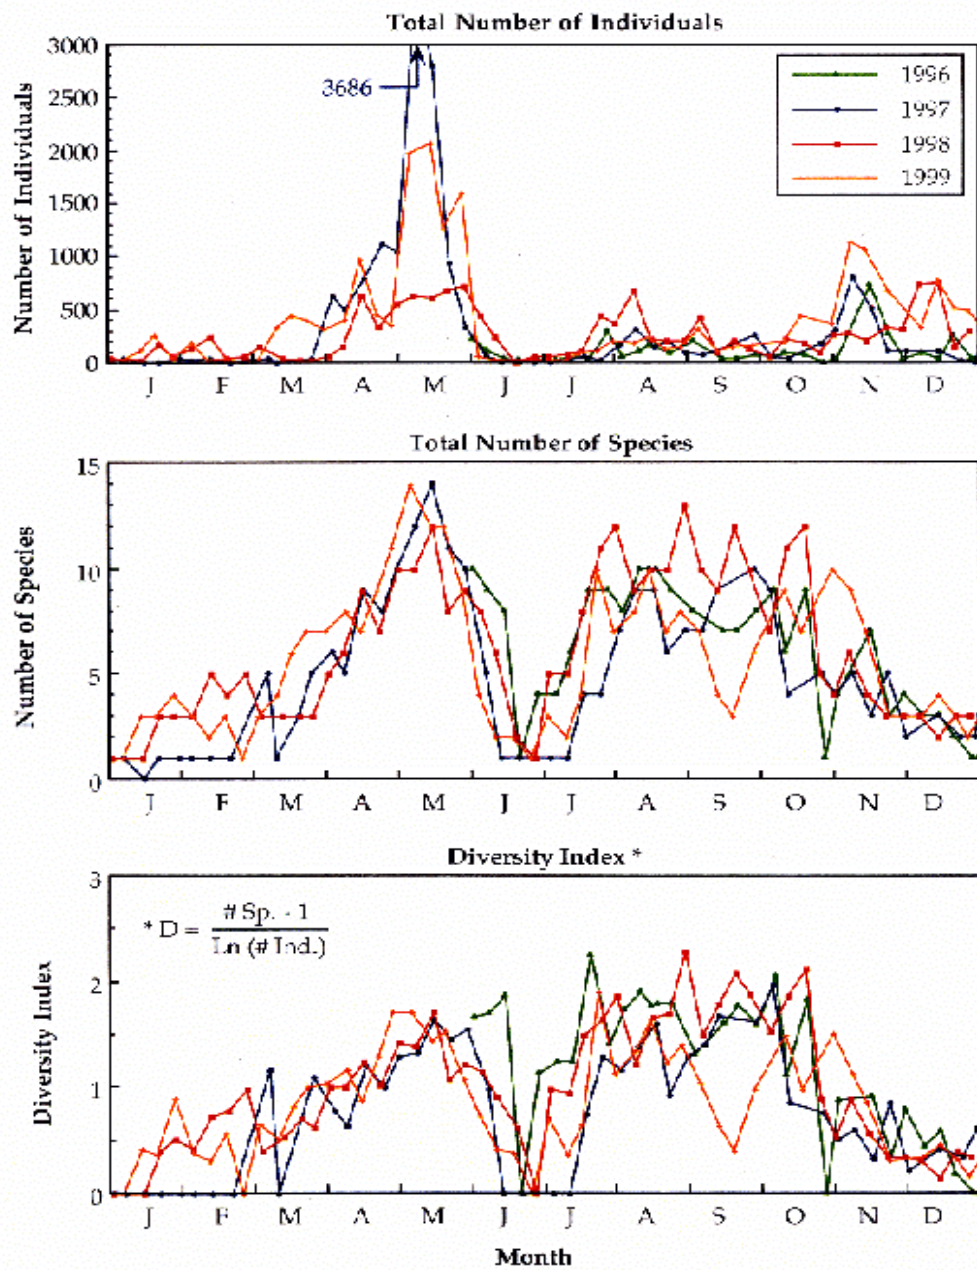 Total Number of Individuals
3000
2500
2000
1500
1000
500
0
Number of Individuals
3686
1996
1997
1998
1999
J F M A M J J A S O N D
Total Number of Species
15
10
5
0
Number of Species
J F M A M J J A S O N D
Diversity Index *
3
2
1
0
Diversity Index
* D = # Sp. - 1
Ln (# Ind.)
J F M A M J J A S O N D
Month